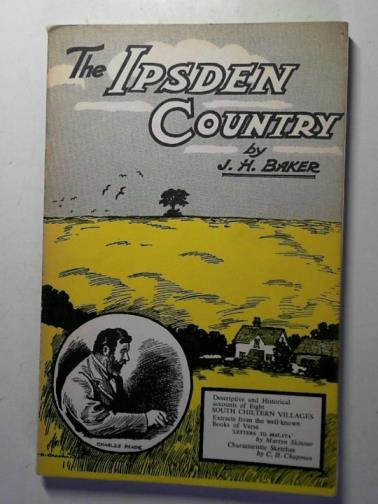 The IPSDEN
COUNTRY
by
J. H. BAKER
CHARLES READE
Descriptive and Historical
accounts of Eight
SOUTH CHILTERN VILLAGES
Extracts from the well-known
Books of Verse
'LETTERS TO MALAYA'
by Martyn Skinner
Characteristic Sketches
by C. H. Chapman